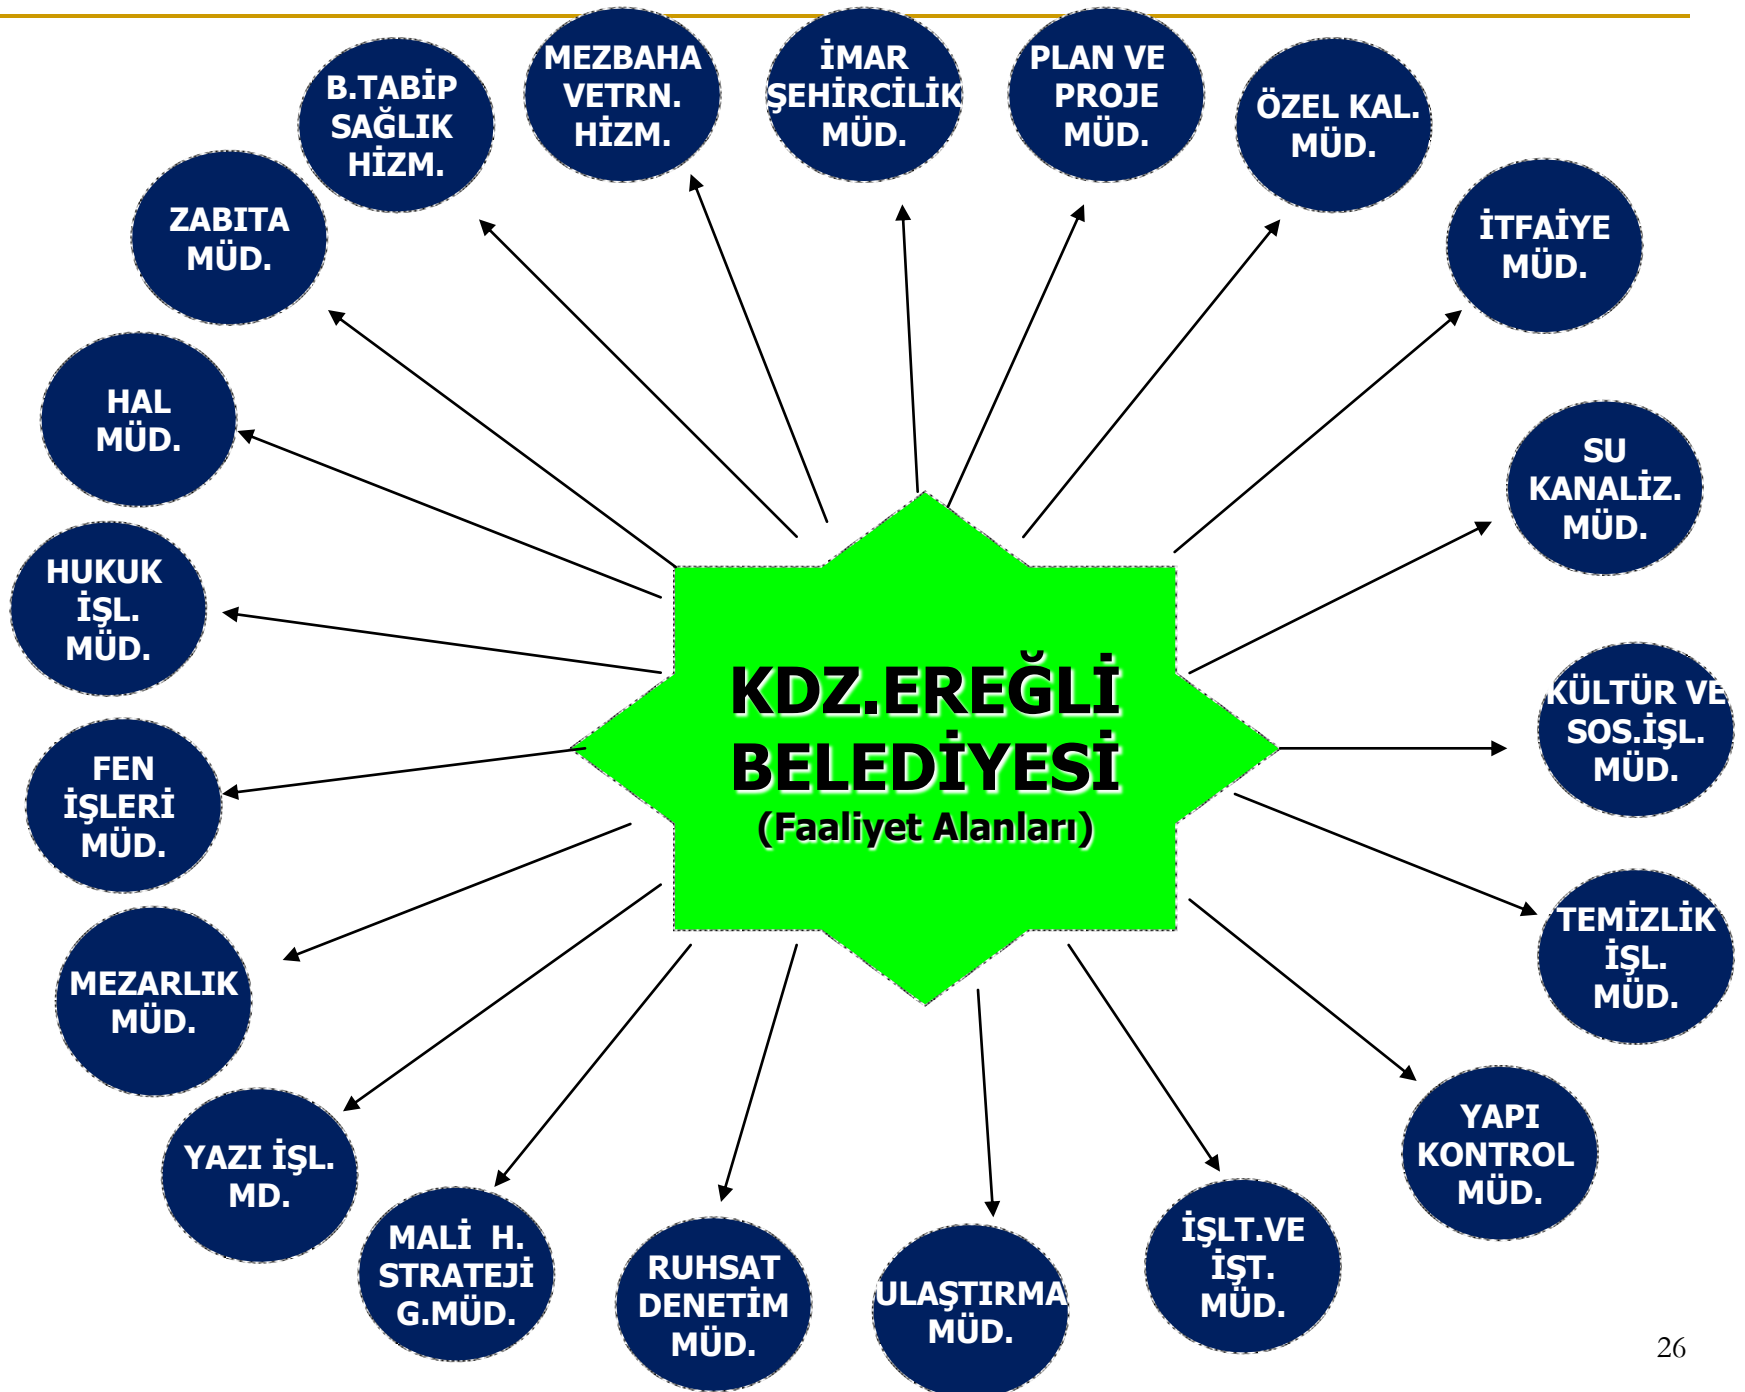 MEZBAHA
VETRN.
HİZM.
İMAR
ŞEHİRCİLİK
MÜD.
PLAN VE
PROJE
MÜD.
B.TABİP
SAĞLIK
HİZM.
ÖZEL KAL.
MÜD.
ZABITA
MÜD.
İTFAİYE
MÜD.
HAL
MÜD.
SU
KANALİZ.
MÜD.
HUKUK
İŞL.
MÜD.
KDZ.EREĞLİ
BELEDİYESİ
(Faaliyet Alanları)
KÜLTÜR VE
SOS.İŞL.
MÜD.
FEN
İŞLERİ
MÜD.
TEMİZLİK
İŞL.
MÜD.
MEZARLIK
MÜD.
YAPI
KONTROL
MÜD.
YAZI İŞL.
MD.
MALİ  H.
STRATEJİ
G.MÜD.
RUHSAT
DENETİM
MÜD.
ULAŞTIRMA
MÜD.
İŞLT.VE
İŞT.
MÜD.
26